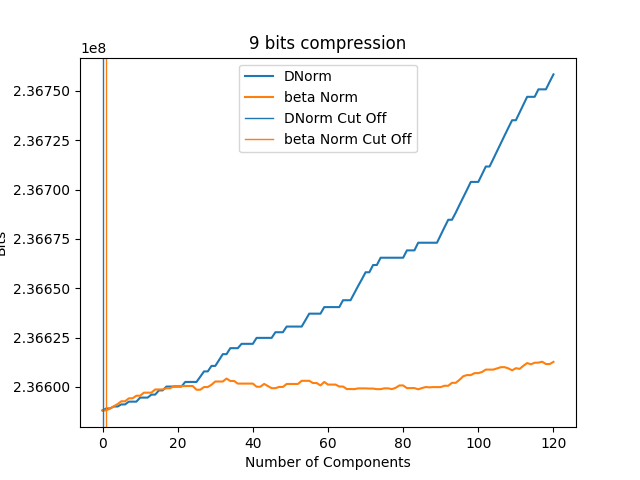 9 bits compression
1e8
2.36750
2.36725
2.36700
2.36675
2.36650
2.36625
2.36600
DNorm
beta Norm
DNorm Cut Off
beta Norm Cut Off
0 20 40 60 80 100 120
Number of Components